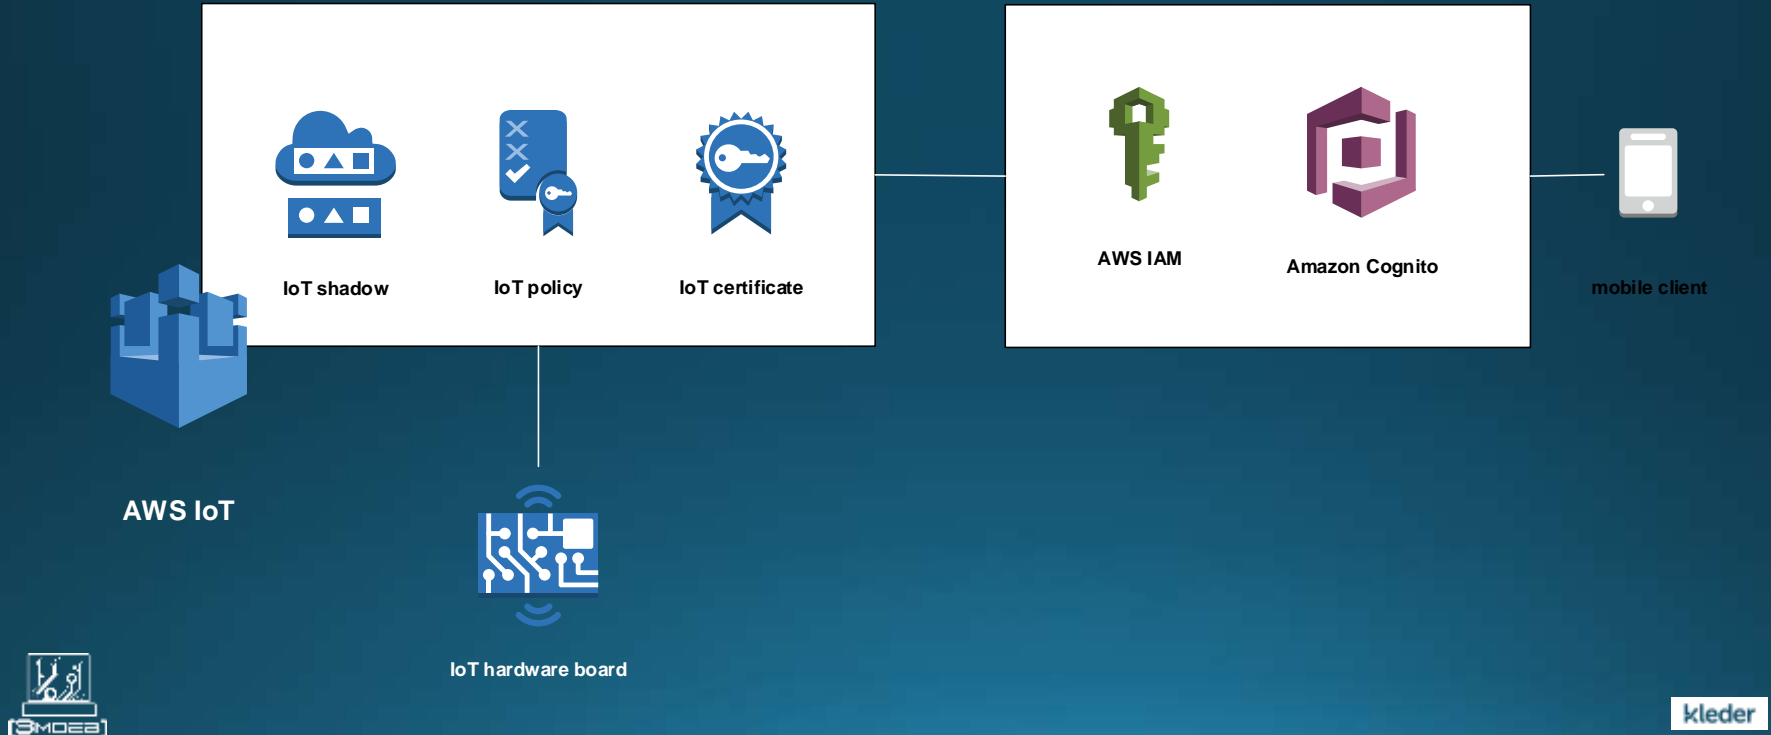 IoT shadow
IoT policy
IoT certificate
AWS IAM
Amazon Cognito
mobile client
AWS IoT
IoT hardware board
kleder